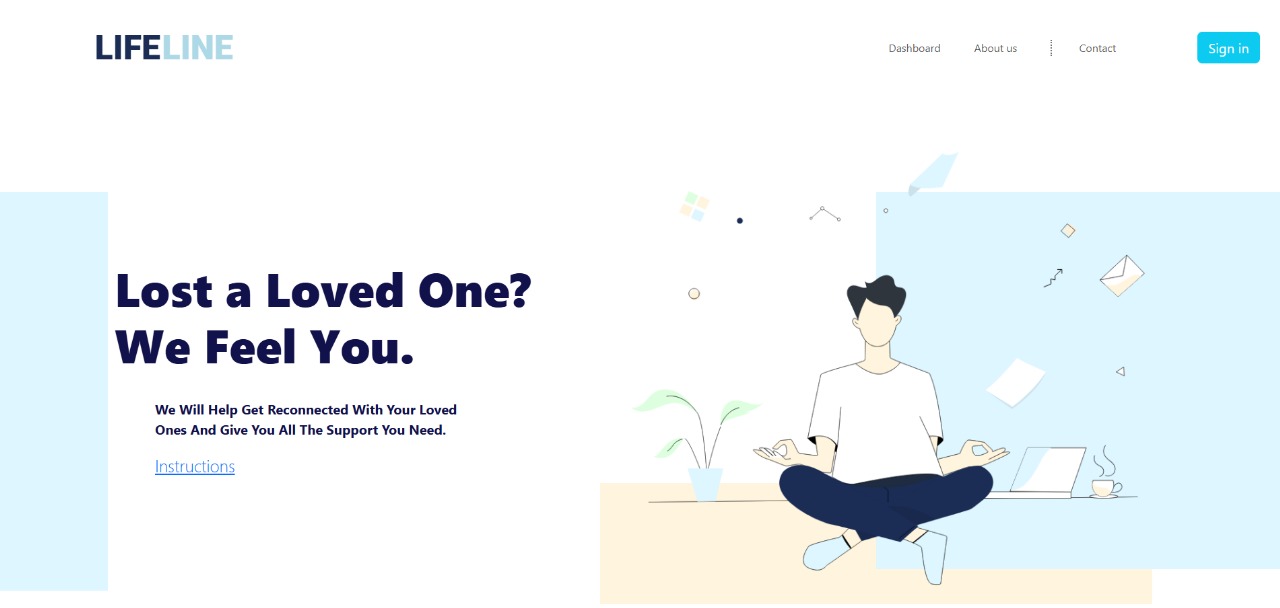 LIFELINE
Dashboard
About us
Contact
Sign in
Lost a Loved One?
We Feel You.
We Will Help Get Reconnected With Your Loved
Ones And Give You All The Support You Need.
Instructions